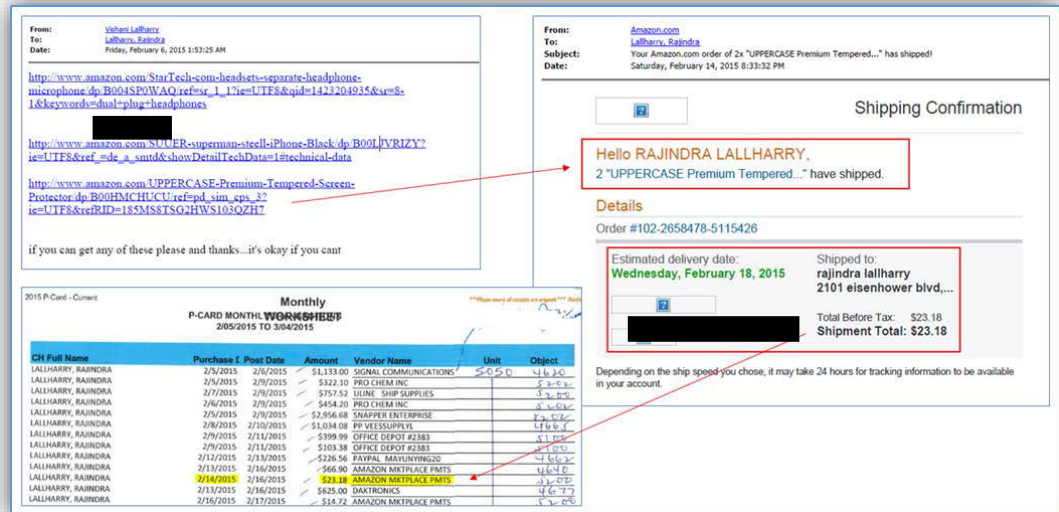 From: Vishani Lallharry
To: Lallharry, Rajindra
Date: Friday, February 6, 2015 1:53:25 AM
http://www.amazon.com/StarTech-com-headsets-separate-headphone-
microphone/dp/B004SP0WAQ/ref=sr_1_1?ie=UTF8&qid=1423204935&sr=8-
1&keywords=dual+plug+headphones
http://www.amazon.com/SUUER-superman-steell-iPhone-Black/dp/B00LJVRIZY?
ie=UTF8&ref_=de_a_smtd&showDetailTechData=1#technical-data
http://www.amazon.com/UPPERCASE-Premium-Tempered-Screen-
Protector/dp/B00HMCHUCU/ref=pd_sim_cps_3?
ie=UTF8&refRID=185MS8TSG2HWS103QZH7
if you can get any of these please and thanks...it's okay if you cant
From: Amazon.com
To: Lallharry, Rajindra
Subject: Your Amazon.com order of 2x "UPPERCASE Premium Tempered..." has shipped!
Date: Saturday, February 14, 2015 8:33:32 PM
Shipping Confirmation
Hello RAJINDRA LALLHARRY,
2 "UPPERCASE Premium Tempered..." have shipped.
Details
Order #102-2658478-5115426
Estimated delivery date:
Wednesday, February 18, 2015
Shipped to:
rajindra lallharry
2101 eisenhower blvd,...
Total Before Tax: $23.18
Shipment Total: $23.18
Depending on the ship speed you chose, it may take 24 hours for tracking information to be available
in your account.
2015 P-Card - Current
Monthly
P-CARD MONTHLY
WORKSHEET
2/05/2015 TO 3/04/2015
CH Full Name Purchase D Post Date Amount Vendor Name Unit Object
LALLHARRY, RAJINDRA 2/5/2015 2/6/2015 $1,133.00 SIGNAL COMMUNICATIONS 5050 4620
LALLHARRY, RAJINDRA 2/5/2015 2/9/2015 $322.10 PRO CHEM INC 5202
LALLHARRY, RAJINDRA 2/7/2015 2/9/2015 $757.52 ULINE SHIP SUPPLIES 5200
LALLHARRY, RAJINDRA 2/6/2015 2/9/2015 $454.20 PRO CHEM INC 5202
LALLHARRY, RAJINDRA 2/5/2015 2/9/2015 $2,956.68 SNAPPER ENTERPRISE 5202
LALLHARRY, RAJINDRA 2/8/2015 2/10/2015 $1,034.08 PP VEESSUPPLYL 4665
LALLHARRY, RAJINDRA 2/9/2015 2/11/2015 $399.99 OFFICE DEPOT #2383 5100
LALLHARRY, RAJINDRA 2/9/2015 2/11/2015 $103.38 OFFICE DEPOT #2383 5100
LALLHARRY, RAJINDRA 2/12/2015 2/13/2015 $226.56 PAYPAL MAYUNYING20 4662
LALLHARRY, RAJINDRA 2/13/2015 2/16/2015 $66.90 AMAZON MKTPLACE PMTS 4640
LALLHARRY, RAJINDRA 2/14/2015 2/16/2015 $23.18 AMAZON MKTPLACE PMTS 5200
LALLHARRY, RAJINDRA 2/13/2015 2/16/2015 $625.00 DAKTRONICS 4677
LALLHARRY, RAJINDRA 2/16/2015 2/17/2015 $14.72 AMAZON MKTPLACE PMTS 5200